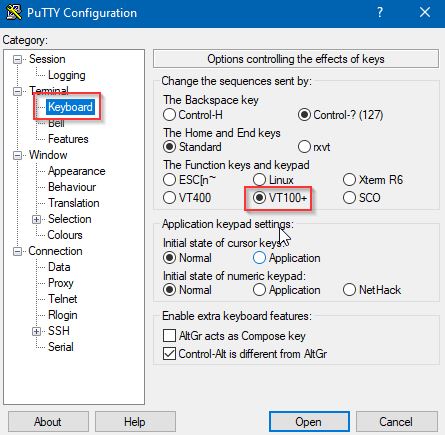 PuTTY Configuration
Category:
Session
Logging
Terminal
Keyboard
Bell
Features
Window
Appearance
Behaviour
Translation
Selection
Colours
Connection
Data
Proxy
Telnet
Rlogin
SSH
Serial
Options controlling the effects of keys
Change the sequences sent by:
The Backspace key
Control-H Control-? (127)
The Home and End keys
Standard rxvt
The Function keys and keypad
ESC[n~ Linux Xterm R6
VT400 VT100+ SCO
Application keypad settings:
Initial state of cursor keys:
Normal Application
Initial state of numeric keypad:
Normal Application NetHack
Enable extra keyboard features:
AltGr acts as Compose key
Control-Alt is different from AltGr
About Help Open Cancel